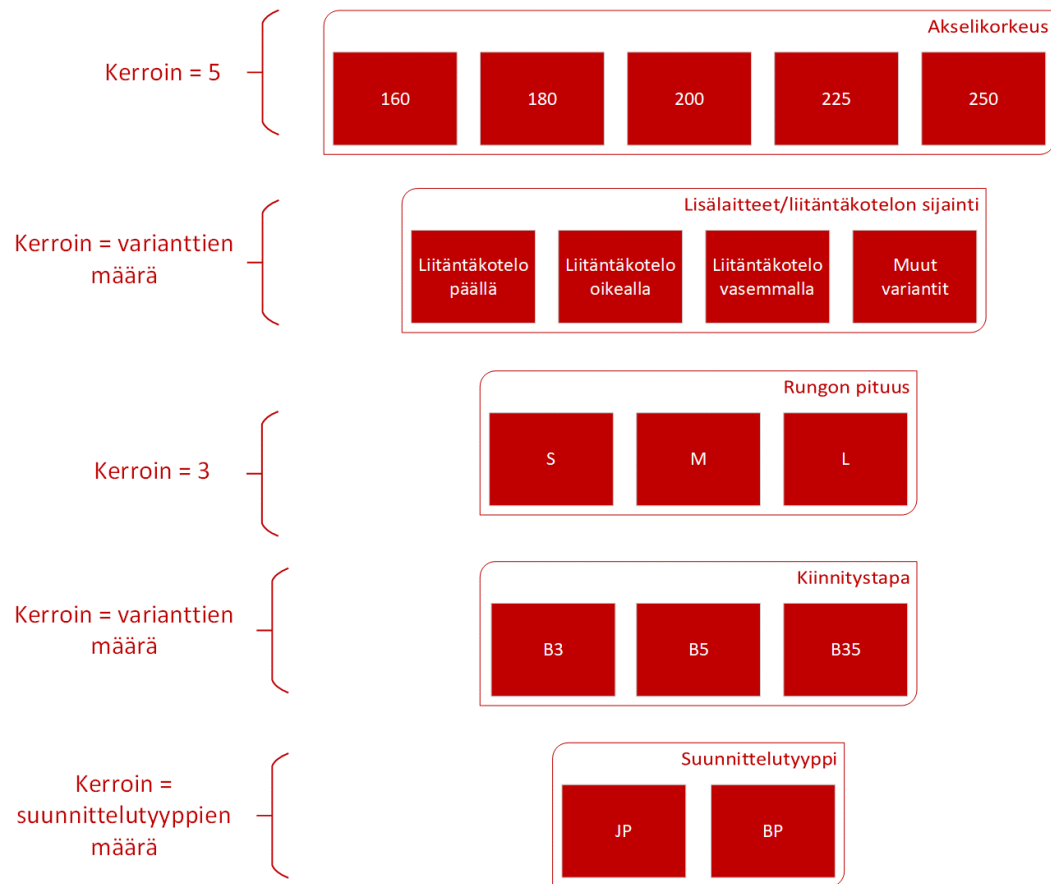 Akselikorkeus
Kerroin = 5
160
180
200
225
250
Lisälaitteet/liitäntäkotelon sijainti
Kerroin = varianttien
määrä
Liitäntäkotelo
päällä
Liitäntäkotelo
oikealla
Liitäntäkotelo
vasemmalla
Muut
variantit
Rungon pituus
Kerroin = 3
S
M
L
Kiinnitystapa
Kerroin = varianttien
määrä
B3
B5
B35
Suunnittelutyyppi
Kerroin =
suunnittelutyyppien
määrä
JP
BP